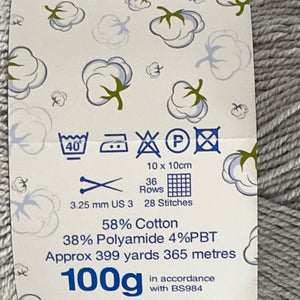 40°
P
10 x 10cm
36
Rows
3.25 mm US 3 28 Stitches
58% Cotton
38% Polyamide 4%PBT
Approx 399 yards 365 metres
100g in accordance
with BS984